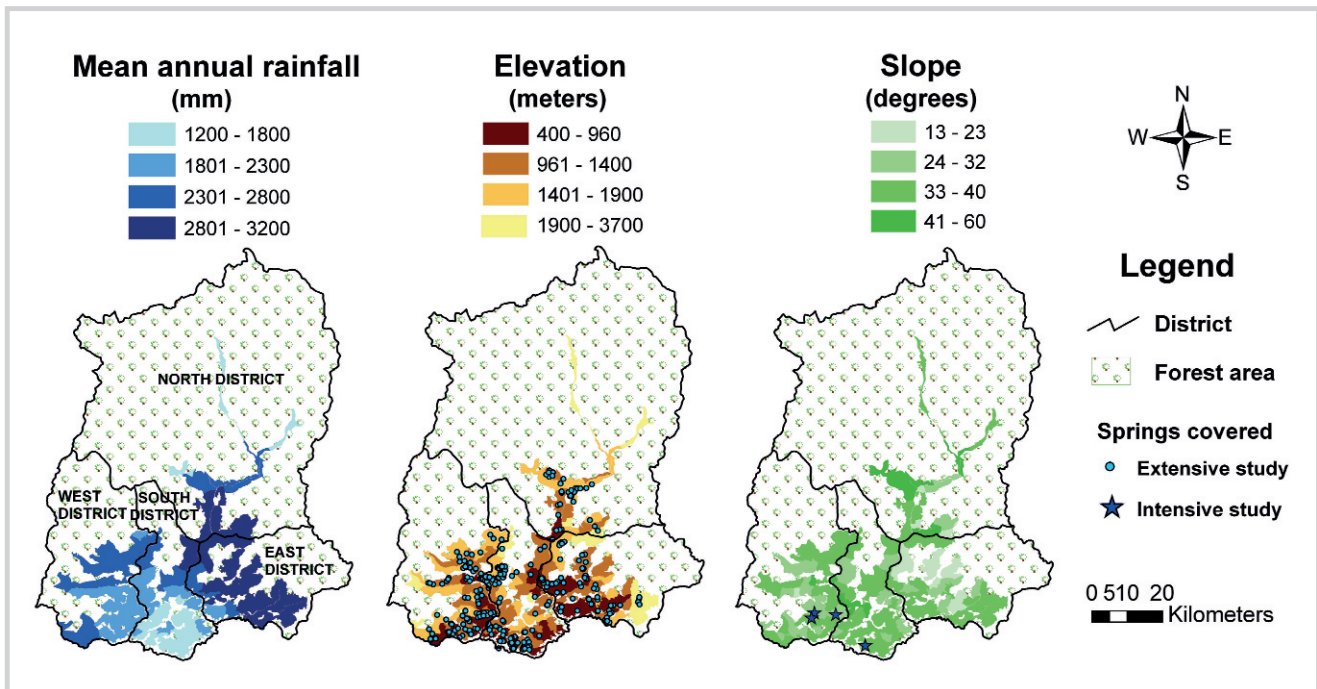 Mean annual rainfall
(mm)
1200 - 1800
1801 - 2300
2301 - 2800
2801 - 3200
Elevation
(meters)
400 - 960
961 - 1400
1401 - 1900
1900 - 3700
Slope
(degrees)
13 - 23
24 - 32
33 - 40
41 - 60
N
W
E
S
NORTH DISTRICT
WEST
DISTRICT
SOUTH
DISTRICT
EAST
DISTRICT
Legend
District
Forest area
Springs covered
Extensive study
Intensive study
0 510 20
Kilometers